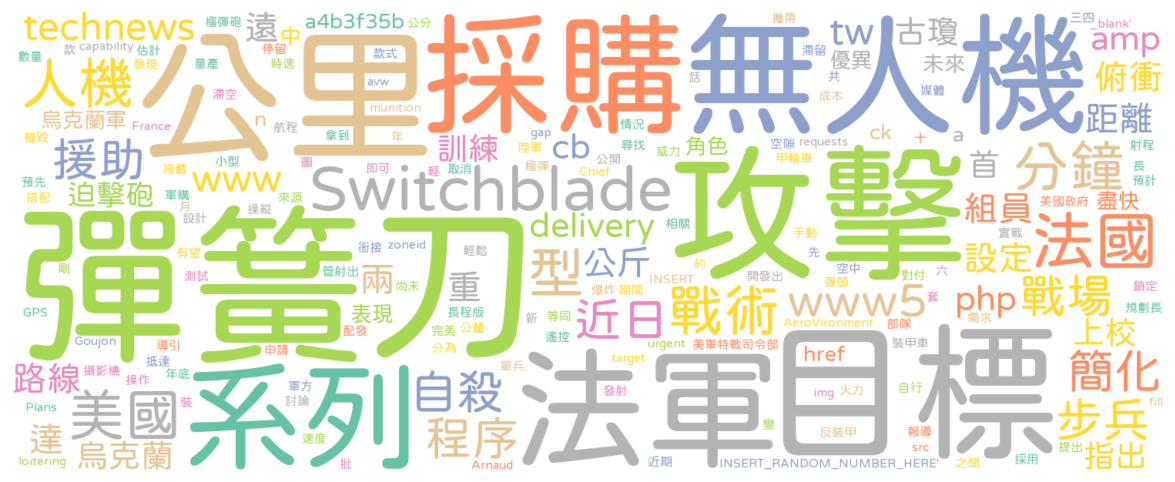 technews
榴彈砲
公分
遠
中
a4b3f35b
攜帶
三四
blank'
數量
款
capability
估計
停留
款式
滯留
tw
古瓊
amp
人機
發現
量產
時速
公里
採購
無人機
話
優異
未來
俯衝
滯空
avw
munition
共
成本
媒體
烏克蘭軍
n
航程
拿到
年
情況
ck
+
a
距離
摧毀
France
gap
空隙
requests
射程
援助
掩體
小型
圖
訓練
cb
陸軍
尋找
威力
角色
甲輪車
首
分鐘
長
預先
www
即可
輕
取消
榴彈
公開
Chief
預計
搭配
迫擊砲
軍購
來源
Switchblade
攻擊
組員
美國政府
盡快
月
設計
操縱
delivery
相關
手動
實戰
法國
彈簧刀
有望
衝接
zoneid
輕鬆
型
公斤
約
先
空中
開發出
設定
對付
六
剛
測試
管射出
兩
尚未
重
爆炸
期間
INSERT
彈頭
套
鎖定
GPS
表現
長程版
新
等同
戰術
www5
php
戰場
規劃長
配發
完美
公釐
近日
遙控
AeroVironment
部隊
需求
上校
Goujon
導引
申請
分為
單兵
urgent
美軍特戰司令部
裝甲車
路線
抵達
攝影機
年底
系列
軍方
自殺
target
法軍
目標
href
簡化
Plans
操作
美國
裝
討論
發射
img
火力
自行
步兵
fill
達
烏克蘭
速度
程序
變
反裝甲
報導
提出
指出
loitering
批
Arnaud
近期
INSERT_RANDOM_NUMBER_HERE'
src
之間
採用